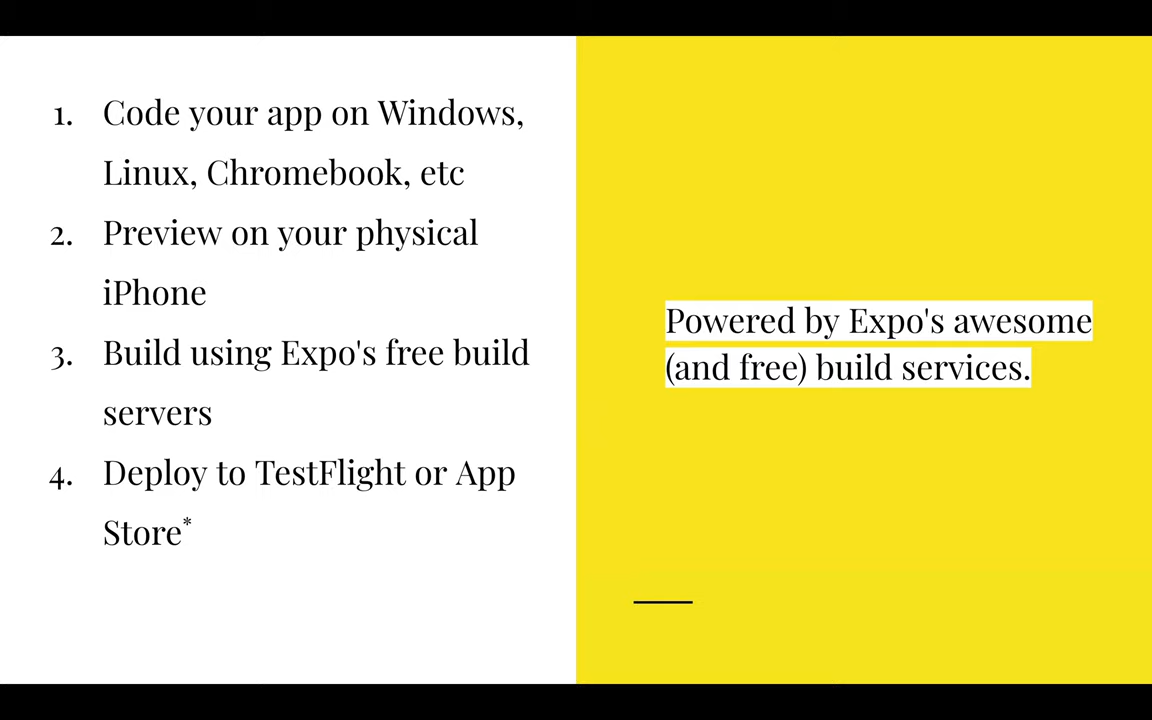 1. Code your app on Windows,
Linux, Chromebook, etc
2. Preview on your physical
iPhone
3. Build using Expo's free build
servers
4. Deploy to TestFlight or App
Store*
Powered by Expo's awesome
(and free) build services.